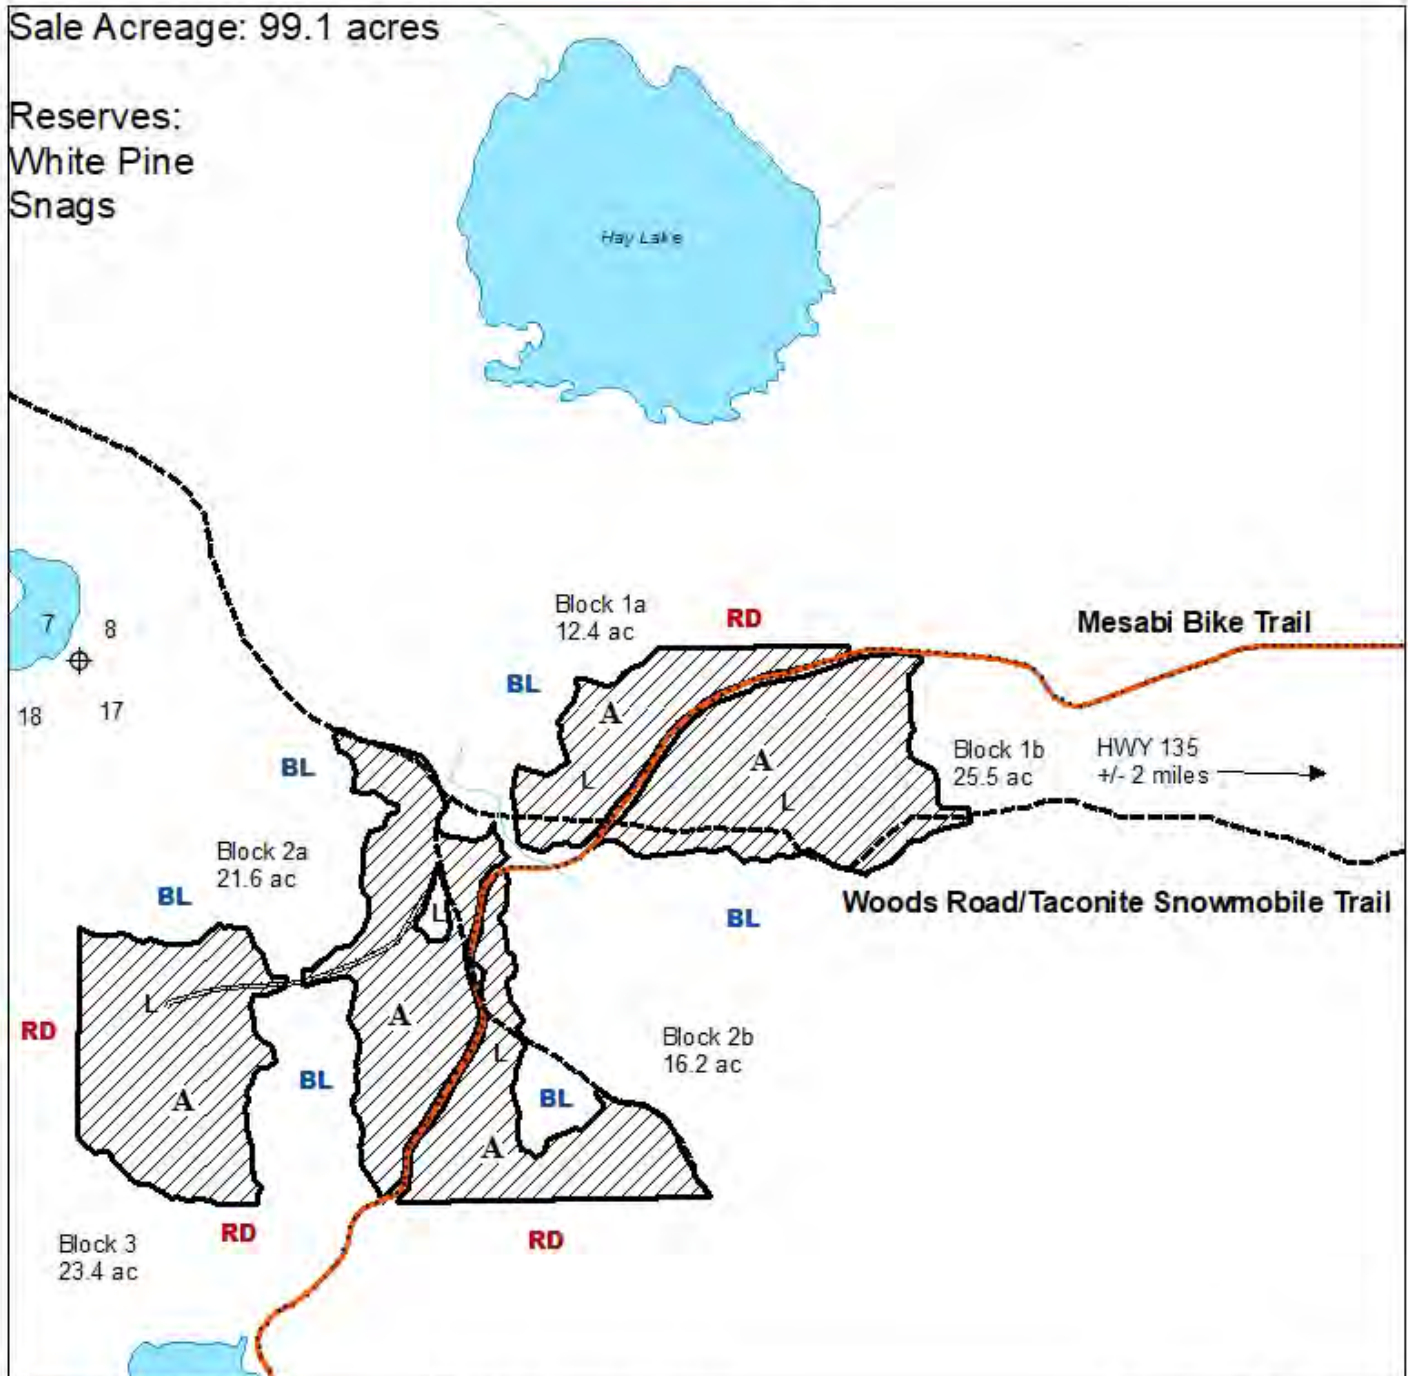 Sale Acreage: 99.1 acres
Reserves:
White Pine
Snags
Hay Lake
7
8
18
17
Block 1a
12.4 ac
RD
Mesabi Bike Trail
BL
A
BL
A
L
L
Block 1b
25.5 ac
HWY 135
+/- 2 miles
Block 2a
21.6 ac
BL
L
BL
Woods Road/Taconite Snowmobile Trail
RD
L
A
L
Block 2b
16.2 ac
BL
BL
A
A
RD
RD
Block 3
23.4 ac